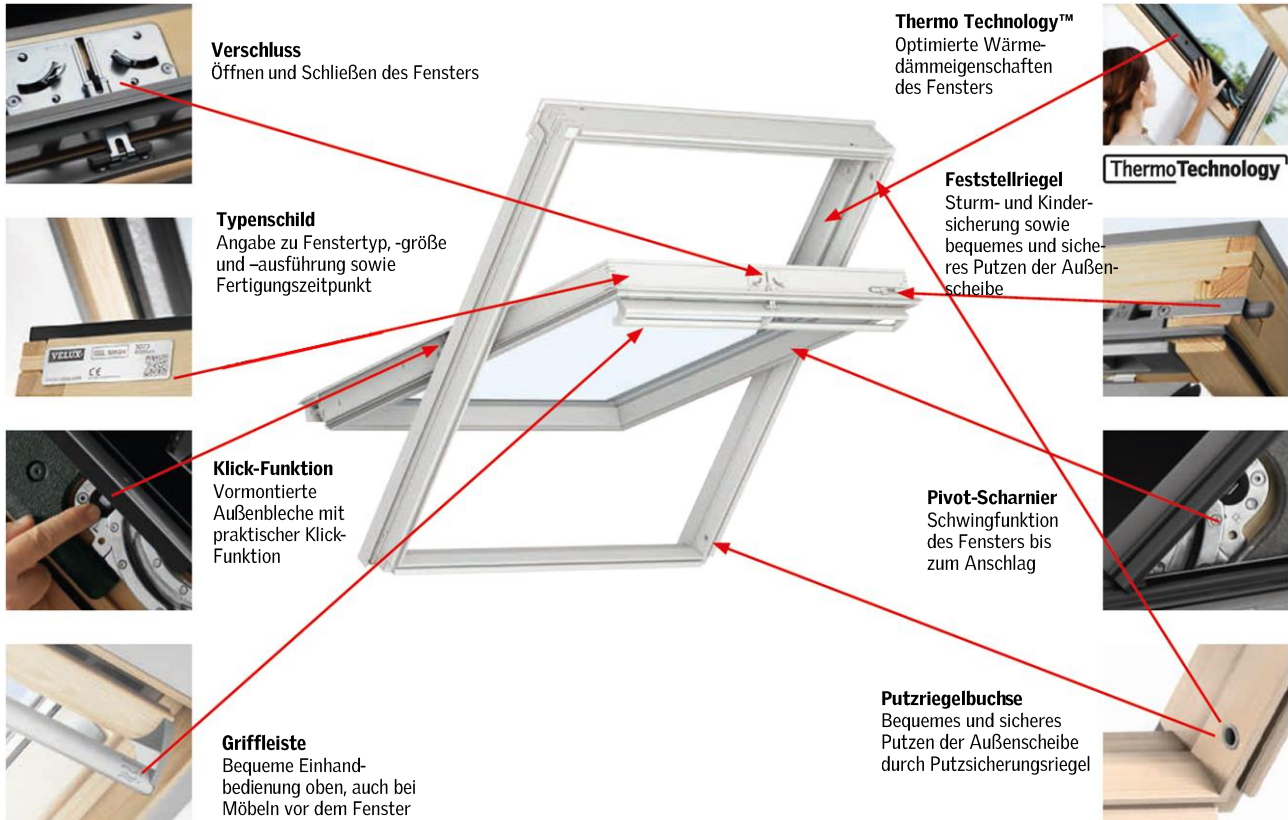 Verschluss
Öffnen und Schließen des Fensters
Thermo Technology™
Optimierte Wärme-
dämmeigenschaften
des Fensters
ThermoTechnology
Typenschild
Angabe zu Fenstertyp, -größe
und –ausführung sowie
Fertigungszeitpunkt
Feststellriegel
Sturm- und Kinder-
sicherung sowie
bequemes und siche-
res Putzen der Außen-
scheibe
VELUX
CE
Klick-Funktion
Vormontierte
Außenbleche mit
praktischer Klick-
Funktion
Pivot-Scharnier
Schwingfunktion
des Fensters bis
zum Anschlag
Griffleiste
Bequeme Einhand-
bedienung oben, auch bei
Möbeln vor dem Fenster
Putzriegelbuchse
Bequemes und sicheres
Putzen der Außenscheibe
durch Putzsicherungsriegel